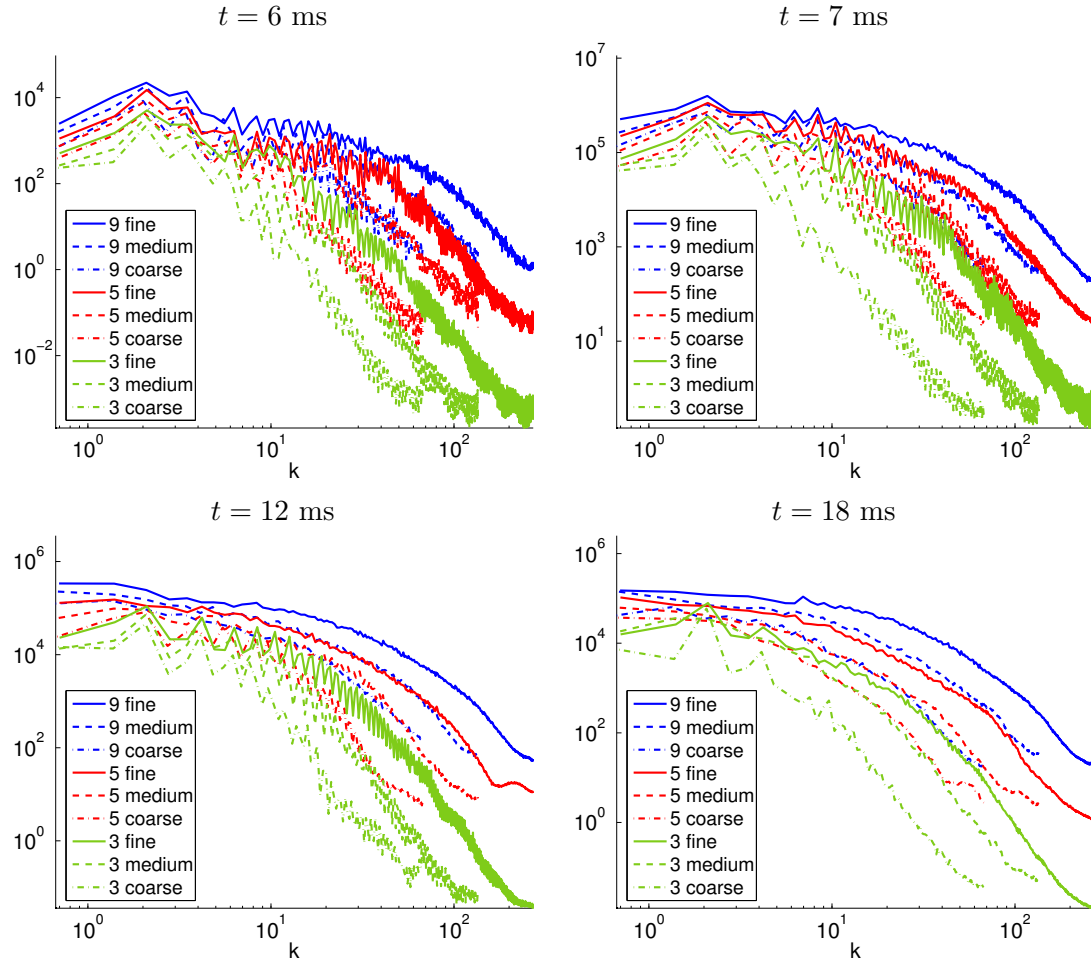 t = 6 ms
10^4
10^2
10^0
10^-2
9 fine
9 medium
9 coarse
5 fine
5 medium
5 coarse
3 fine
3 medium
3 coarse
10^0 10^1 10^2
k
t = 7 ms
10^7
10^5
10^3
10^1
9 fine
9 medium
9 coarse
5 fine
5 medium
5 coarse
3 fine
3 medium
3 coarse
10^0 10^1 10^2
k
t = 12 ms
10^6
10^4
10^2
10^0
9 fine
9 medium
9 coarse
5 fine
5 medium
5 coarse
3 fine
3 medium
3 coarse
10^0 10^1 10^2
k
t = 18 ms
10^6
10^4
10^2
10^0
9 fine
9 medium
9 coarse
5 fine
5 medium
5 coarse
3 fine
3 medium
3 coarse
10^0 10^1 10^2
k